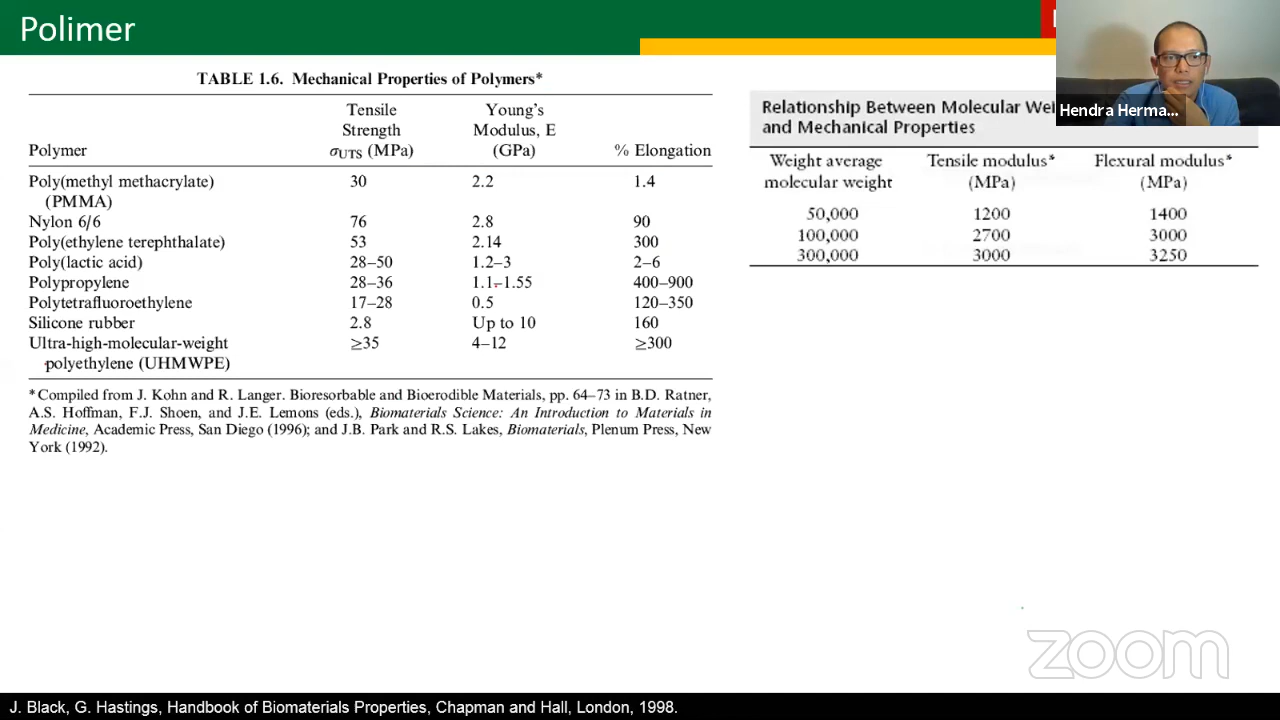 Polimer
TABLE 1.6. Mechanical Properties of Polymers*
Polymer Tensile Strength σUTS (MPa) Young's Modulus, E (GPa) % Elongation
Poly(methyl methacrylate) (PMMA) 30 2.2 1.4
Nylon 6/6 76 2.8 90
Poly(ethylene terephthalate) 53 2.14 300
Poly(lactic acid) 28–50 1.2–3 2–6
Polypropylene 28–36 1.1–1.55 400–900
Polytetrafluoroethylene 17–28 0.5 120–350
Silicone rubber 2.8 Up to 10 160
Ultra-high-molecular-weight polyethylene (UHMWPE) ≥35 4–12 ≥300
*Compiled from J. Kohn and R. Langer. Bioresorbable and Bioerodible Materials, pp. 64–73 in B.D. Ratner,
A.S. Hoffman, F.J. Shoen, and J.E. Lemons (eds.), Biomaterials Science: An Introduction to Materials in
Medicine, Academic Press, San Diego (1996); and J.B. Park and R.S. Lakes, Biomaterials, Plenum Press, New
York (1992).
Relationship Between Molecular
and Mechanical Properties
Weight average molecular weight Tensile modulus* (MPa) Flexural modulus* (MPa)
50,000 1200 1400
100,000 2700 3000
300,000 3000 3250
Hendra Herma...
zoom
J. Black, G. Hastings, Handbook of Biomaterials Properties, Chapman and Hall, London, 1998.